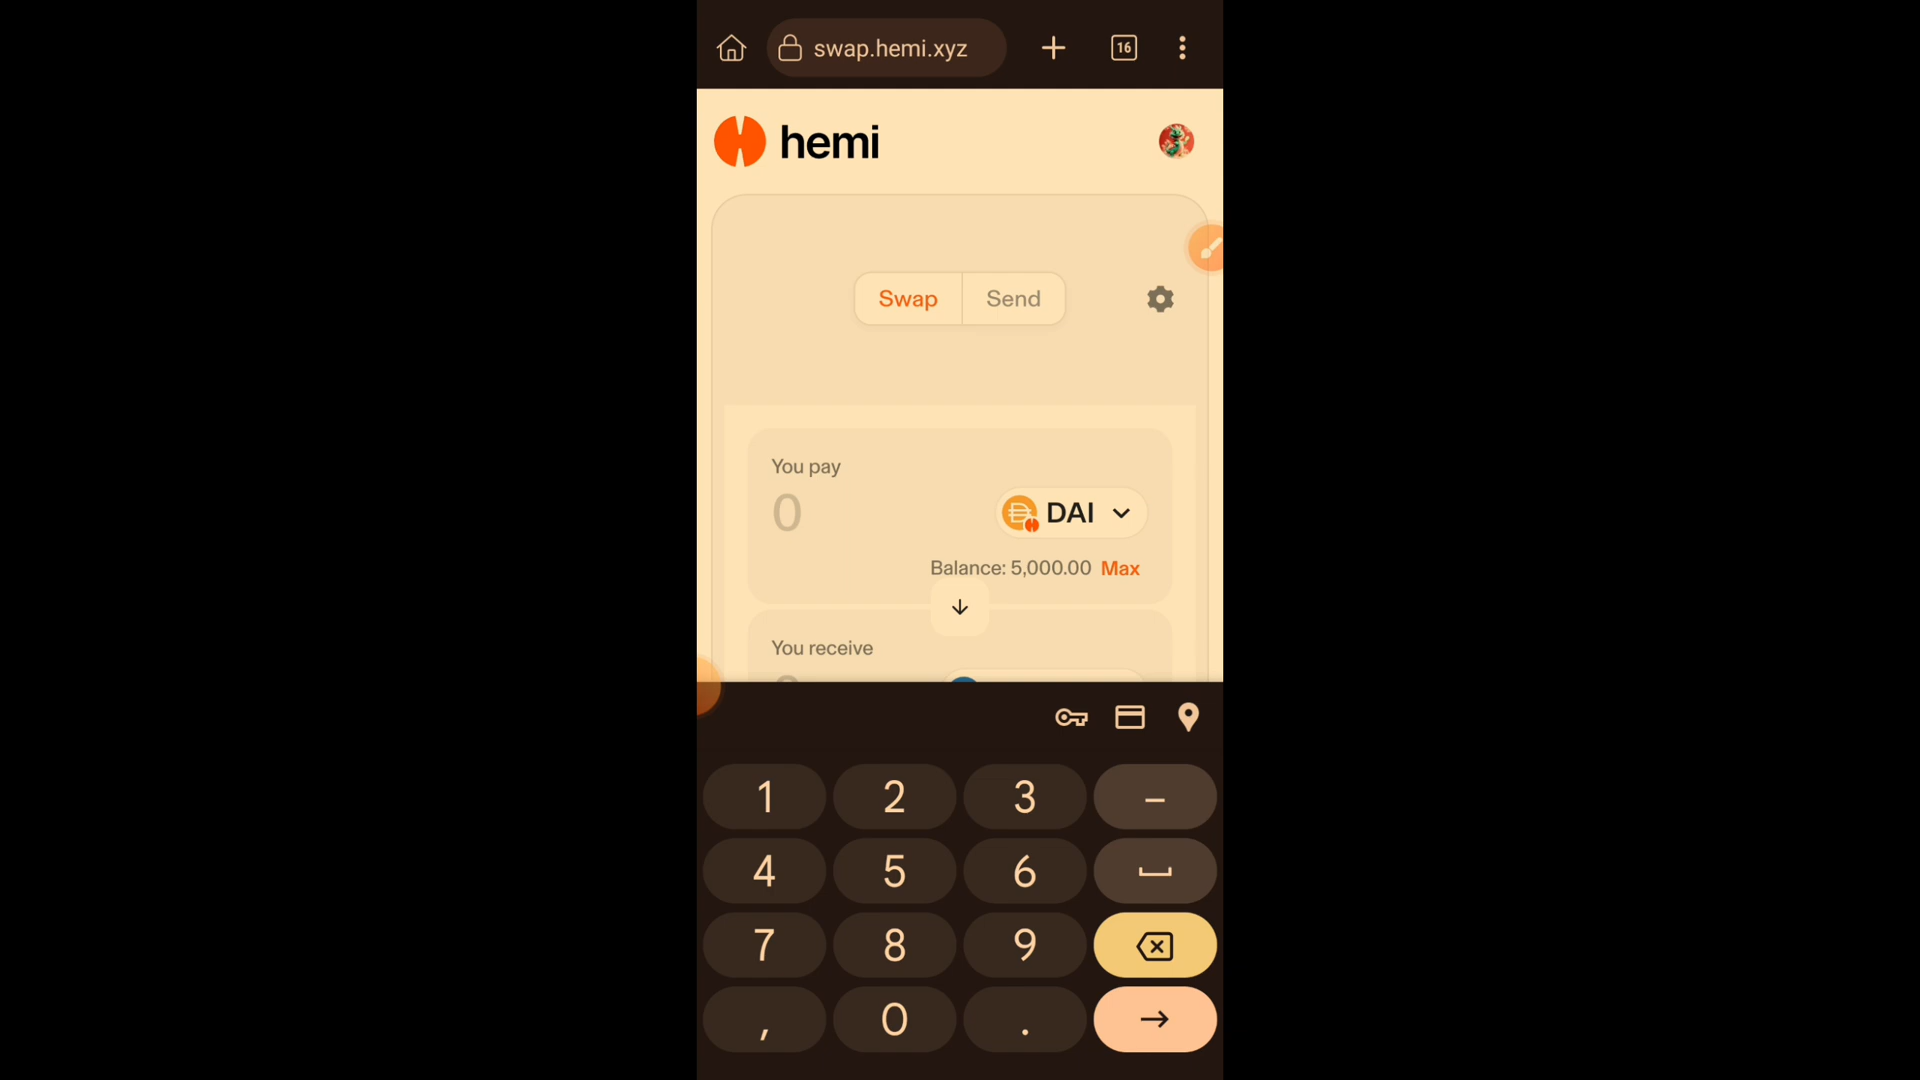 swap.hemi.xyz
16
hemi
Swap
Send
You pay
0
DAI
Balance: 5,000.00 Max
You receive
1 2 3 –
4 5 6
7 8 9
, 0 .